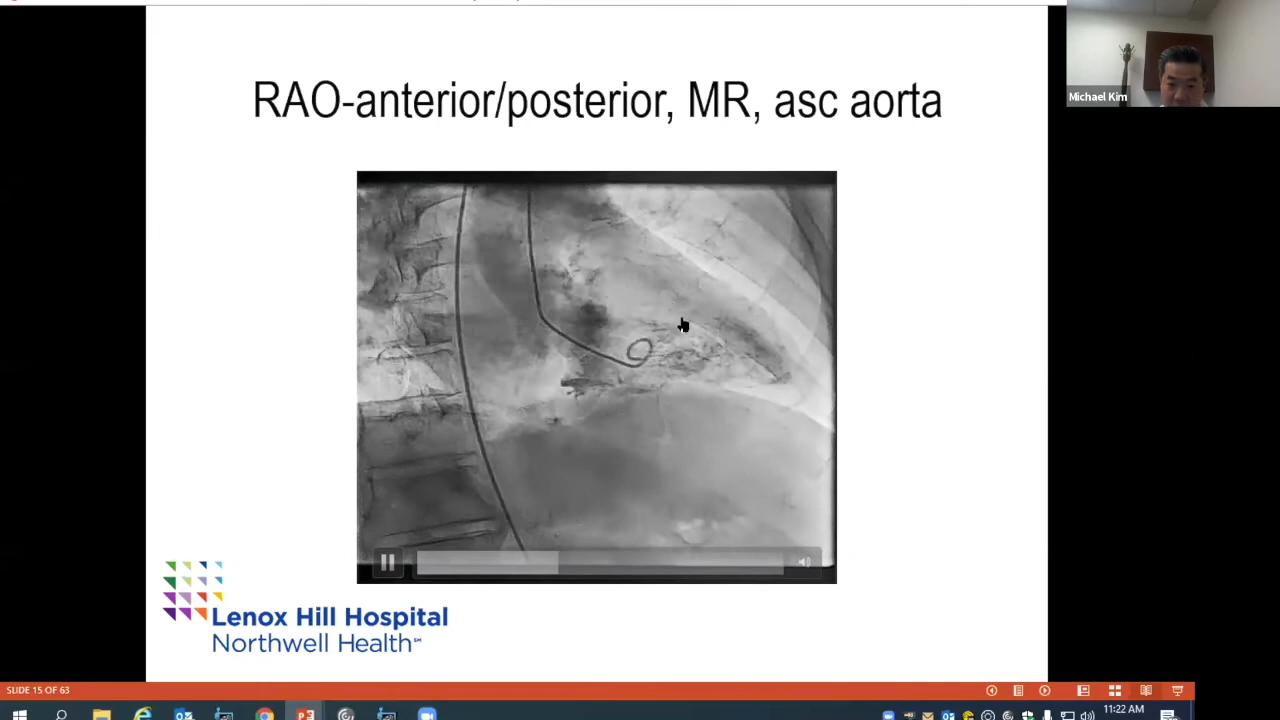 RAO-anterior/posterior, MR, asc aorta
Michael Kim
Lenox Hill Hospital
Northwell Health
SLIDE 15 OF 63
11:22 AM